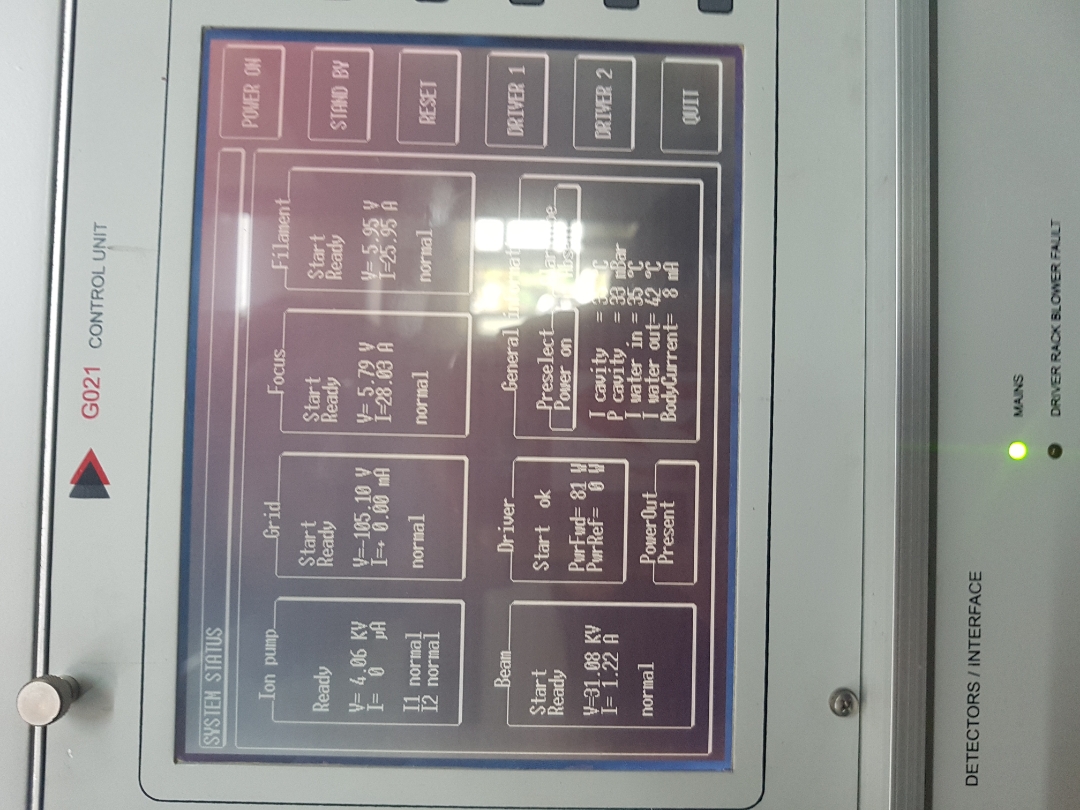 G021 CONTROL UNIT
SYSTEM STATUS
Ion pump
Ready
V= 4.06 KV
I= 0 µA
I1 normal
I2 normal
Grid
Start
Ready
V=-105.10 V
I=+ 0.00 mA
normal
Focus
Start
Ready
V= 5.79 V
I=28.03 A
normal
Filament
Start
Ready
V= 5.95 V
I=25.95 A
normal
Beam
Start
Ready
V=31.08 KV
I= 1.22 A
normal
Driver
Start ok
PwrFwd= 81 W
PwrRef= 0 W
PowerOut
Present
General
Preselect
Power on
T cavity = °C
P cavity = 33 mBar
T water in = 35 °C
T water out= 42 °C
BodyCurrent= 8 mA
POWER ON
STAND BY
RESET
DRIVER 1
DRIVER 2
QUIT
DETECTORS / INTERFACE
MAINS
DRIVER RACK BLOWER FAULT